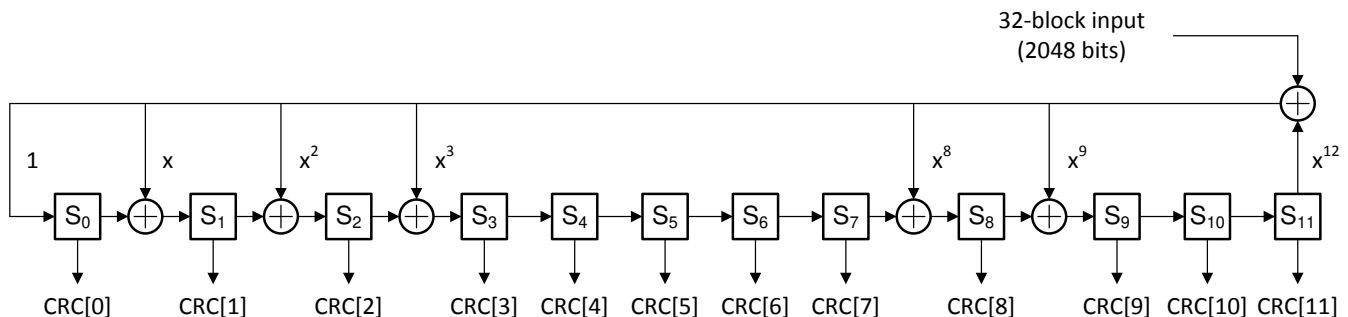 32-block input
(2048 bits)
1 x x² x³ x⁸ x⁹ x¹²
S₀ S₁ S₂ S₃ S₄ S₅ S₆ S₇ S₈ S₉ S₁₀ S₁₁
CRC[0] CRC[1] CRC[2] CRC[3] CRC[4] CRC[5] CRC[6] CRC[7] CRC[8] CRC[9] CRC[10] CRC[11]